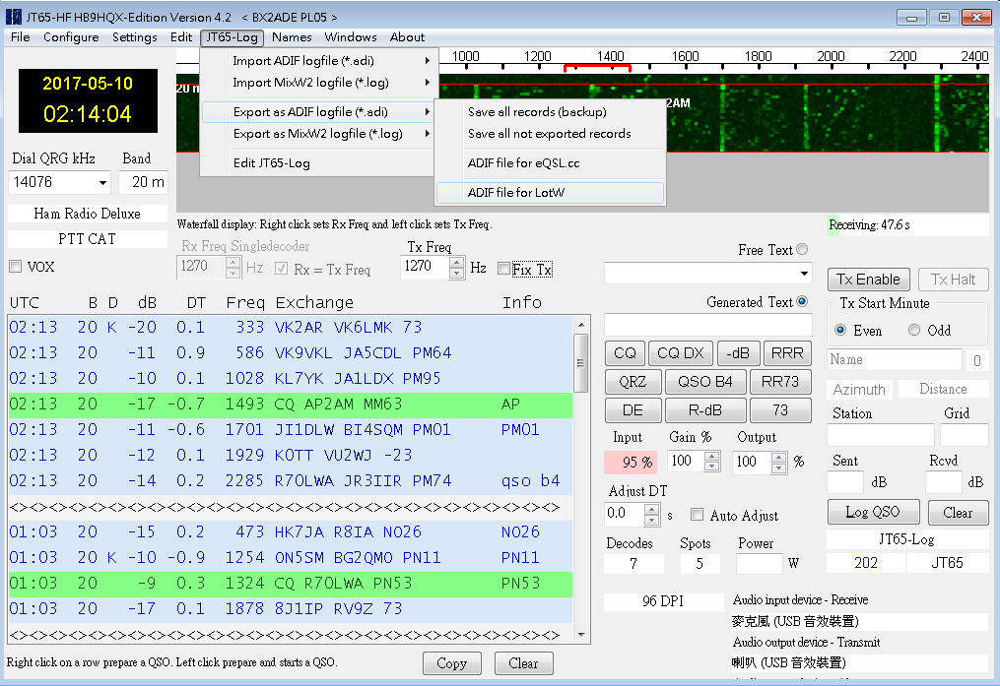 JT65-HF HB9HQX-Edition Version 4.2 < BX2ADE PL05 >
File Configure Settings Edit JT65-Log Names Windows About
Import ADIF logfile (*.adi)
Import MixW2 logfile (*.log)
Export as ADIF logfile (*.adi)
Export as MixW2 logfile (*.log)
Edit JT65-Log
Save all records (backup)
Save all not exported records
ADIF file for eQSL.cc
ADIF file for LotW
1000 1200 1400 1600 1800 2000 2200 2400
20 m
2AM
2017-05-10
02:14:04
Dial QRG kHz Band
14076 20 m
Ham Radio Deluxe
PTT CAT
VOX
Waterfall display: Right click sets Rx Freq and left click sets Tx Freq.
Receiving: 47.6 s
Rx Freq Singledecoder Tx Freq
1270 Hz Rx = Tx Freq 1270 Hz Fix Tx
Free Text
Generated Text
Tx Enable Tx Halt
Tx Start Minute
Even Odd
Name 0
Azimuth Distance
Station Grid
Sent Rcvd
dB dB
Log QSO Clear
JT65-Log
202 JT65
CQ CQ DX -dB RRR
QRZ QSO B4 RR73
DE R-dB 73
Input Gain % Output
95 % 100 100 %
Adjust DT
0.0 s Auto Adjust
Decodes Spots Power
7 5 W
96 DPI
Audio input device - Receive
麥克風 (USB 音效裝置)
Audio output device - Transmit
喇叭 (USB 音效裝置)
UTC B D dB DT Freq Exchange Info
02:13 20 K -20 0.1 333 VK2AR VK6LMK 73
02:13 20 -11 0.9 586 VK9VKL JA5CDL PM64
02:13 20 -10 0.1 1028 KL7YK JA1LDX PM95
02:13 20 -17 -0.7 1493 CQ AP2AM MM63 AP
02:13 20 -11 -0.6 1701 JI1DLW BI4SQM PM01 PM01
02:13 20 -12 0.1 1929 K0TT VU2WJ -23
02:13 20 -14 0.2 2285 R7OLWA JR3IIR PM74 qso b4
<><><><><><><><><><><><><><><><><><><><><><><><><><><><>
01:03 20 -15 0.2 473 HK7JA R8IA NO26 NO26
01:03 20 K -10 -0.9 1254 ON5SM BG2QMO PN11 PN11
01:03 20 -9 0.3 1324 CQ R7OLWA PN53 PN53
01:03 20 -17 0.1 1878 8J1IP RV9Z 73
<><><><><><><><><><><><><><><><><><><><><><><><><><><><>
Right click on a row prepare a QSO. Left click prepare and starts a QSO.
Copy Clear